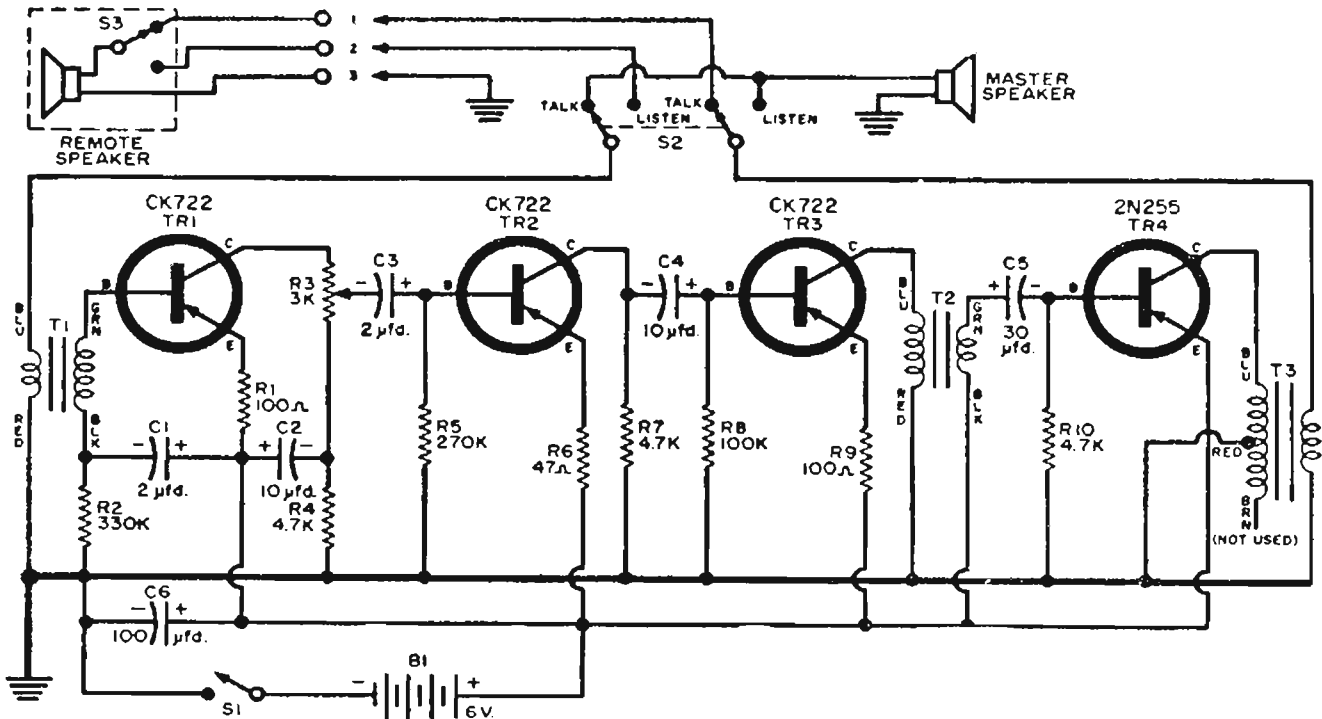 S3
1
2
3
REMOTE
SPEAKER
TALK
LISTEN
TALK
LISTEN
S2
MASTER
SPEAKER
CK722
TR1
CK722
TR2
CK722
TR3
2N255
TR4
BLU
RED
T1
GRN
BLK
B
C
E
R1
100Ω
R2
330K
C1
- +
2 µfd.
C2
+ -
10 µfd.
R3
3K
R4
4.7K
C3
- +
2 µfd.
R5
270K
B
C
E
R6
47Ω
R7
4.7K
C4
- +
10 µfd.
R8
100K
B
C
E
R9
100Ω
BLU
RED
T2
GRN
BLK
C5
+ -
30
µfd.
R10
4.7K
B
C
E
BLU
RED
BRN
(NOT USED)
T3
C6
- +
100 µfd.
S1
B1
- +
6V.